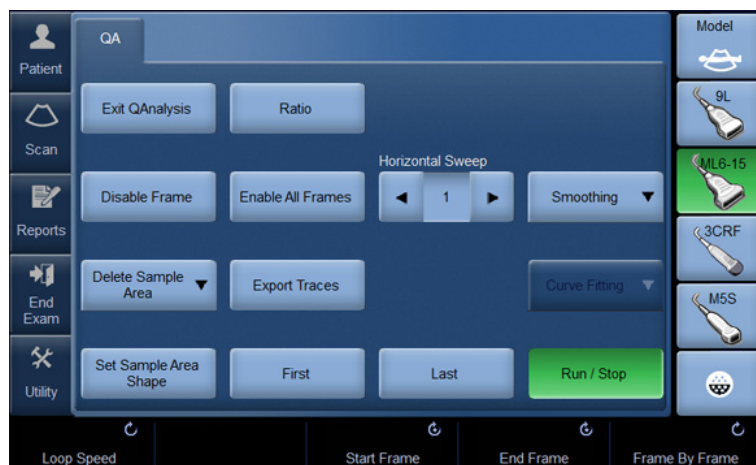 Patient
Scan
Reports
End
Exam
Utility
QA
Exit QAnalysis
Ratio
Horizontal Sweep
Disable Frame
Enable All Frames
1
Smoothing
Delete Sample
Area
Export Traces
Curve Fitting
Set Sample Area
Shape
First
Last
Run / Stop
Model
9L
ML6-15
3CRF
M5S
Loop Speed
Start Frame
End Frame
Frame By Frame